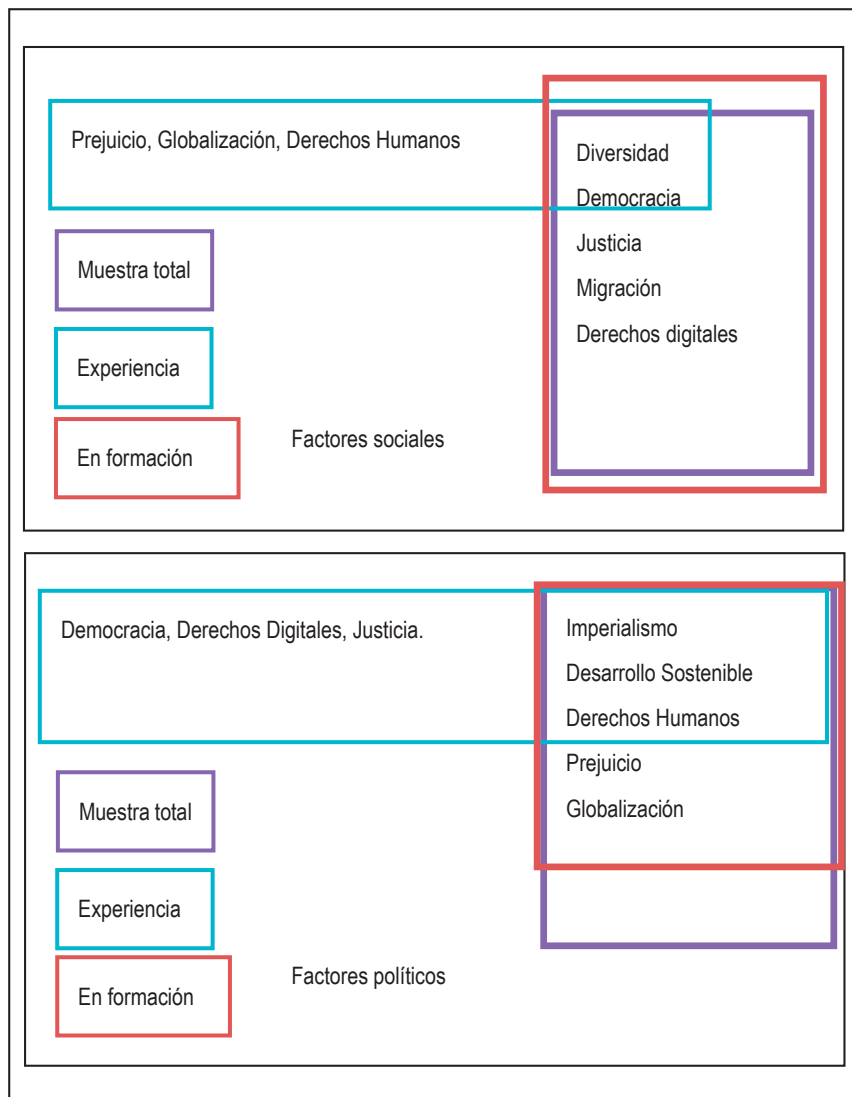 Prejuicio, Globalización, Derechos Humanos
Diversidad
Democracia
Justicia
Migración
Derechos digitales
Muestra total
Experiencia
En formación
Factores sociales
Democracia, Derechos Digitales, Justicia.
Imperialismo
Desarrollo Sostenible
Derechos Humanos
Prejuicio
Globalización
Muestra total
Experiencia
En formación
Factores políticos